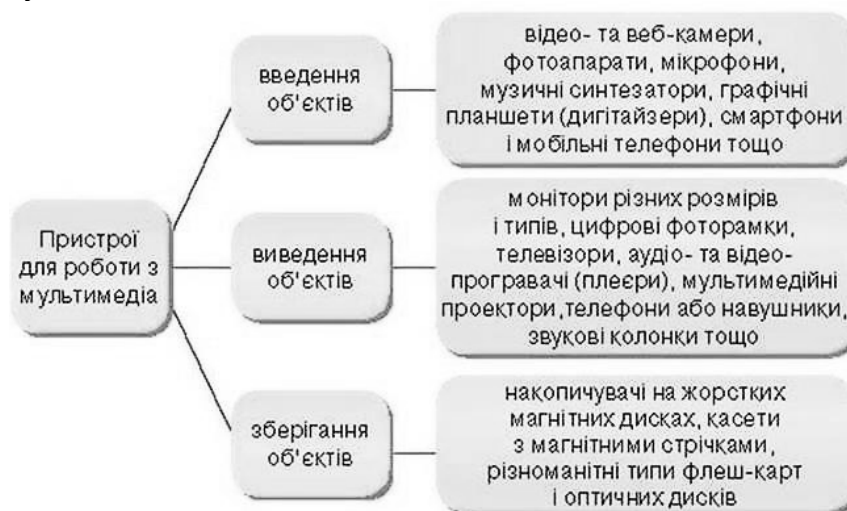 Пристрої
для роботи з
мультимедіа
введення
об'єктів
відео- та веб-камери,
фотоапарати, мікрофони,
музичні синтезатори, графічні
планшети (дигітайзери), смартфони
і мобільні телефони тощо
виведення
об'єктів
монітори різних розмірів
і типів, цифрові фоторамки,
телевізори, аудіо- та відео-
програвачі (плеєри), мультимедійні
проектори,телефони або навушники,
звукові колонки тощо
зберігання
об'єктів
накопичувачі на жорстких
магнітних дисках, касети
з магнітними стрічками,
різноманітні типи флеш-карт
і оптичних дисків